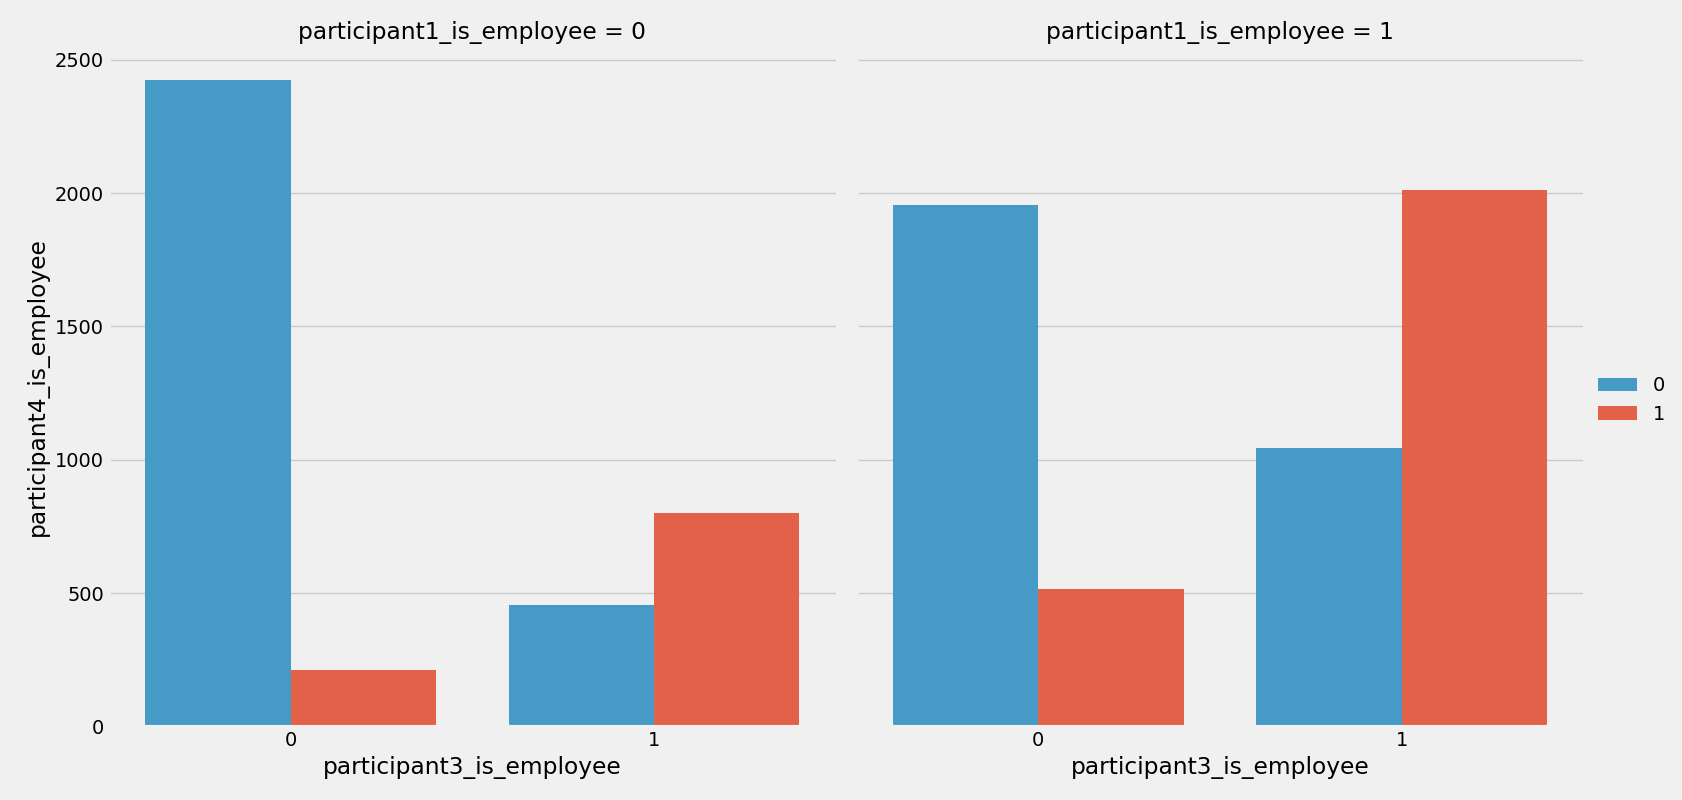 participant1_is_employee = 0
participant1_is_employee = 1
2500
2000
1500
1000
500
0
participant4_is_employee
0
1
participant3_is_employee
0
1
participant3_is_employee
0
1